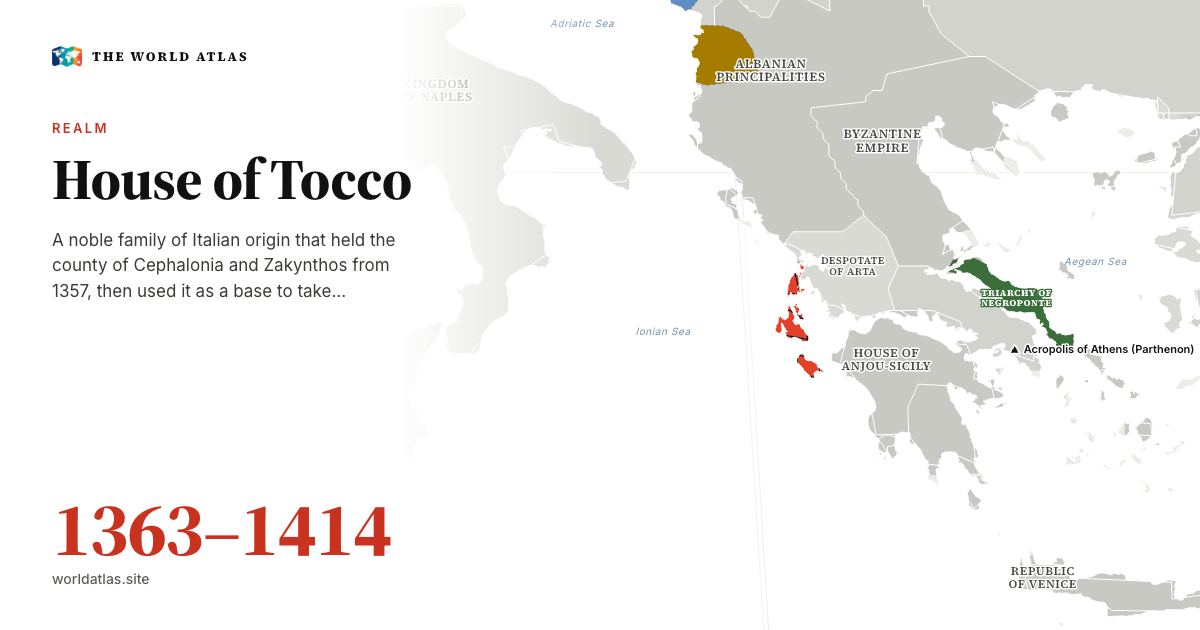 THE WORLD ATLAS
REALM
House of Tocco
A noble family of Italian origin that held the
county of Cephalonia and Zakynthos from
1357, then used it as a base to take...
1363–1414
worldatlas.site
Adriatic Sea
KINGDOM
OF NAPLES
ALBANIAN
PRINCIPALITIES
BYZANTINE
EMPIRE
DESPOTATE
OF ARTA
Aegean Sea
TRIARCHY OF
NEGROPONTE
Ionian Sea
▲ Acropolis of Athens (Parthenon)
HOUSE OF
ANJOU-SICILY
REPUBLIC
OF VENICE